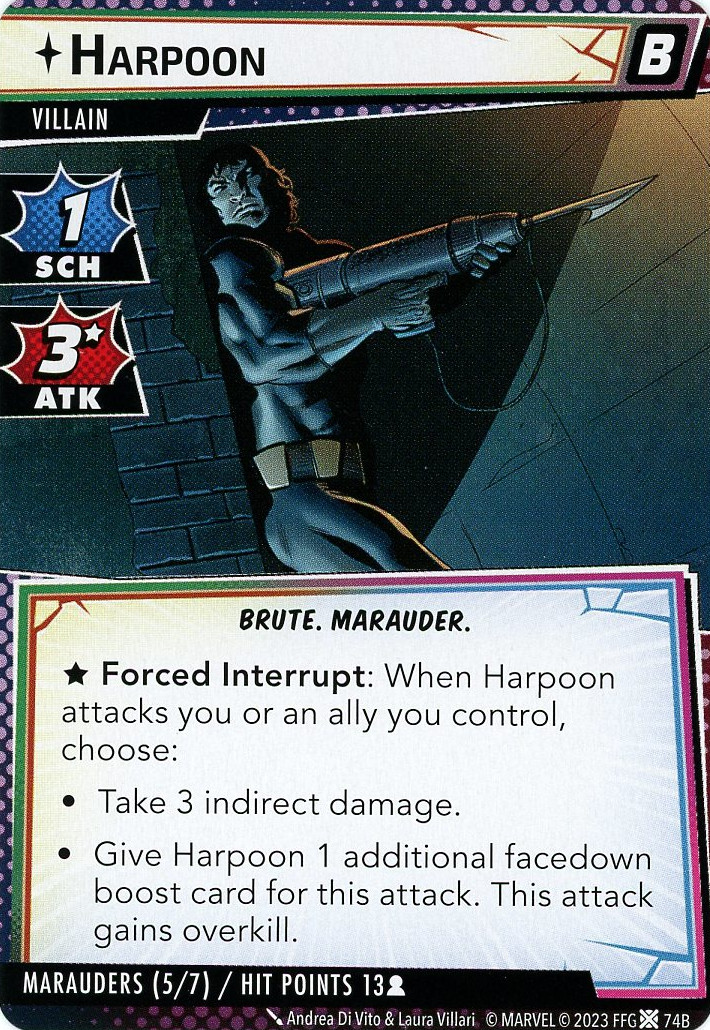 HARPOON
B
VILLAIN
1
SCH
3★
ATK
BRUTE. MARAUDER.
★ Forced Interrupt: When Harpoon
attacks you or an ally you control,
choose:
• Take 3 indirect damage.
• Give Harpoon 1 additional facedown
boost card for this attack. This attack
gains overkill.
MARAUDERS (5/7) / HIT POINTS 13
Andrea Di Vito & Laura Villari © MARVEL © 2023 FFG 74B